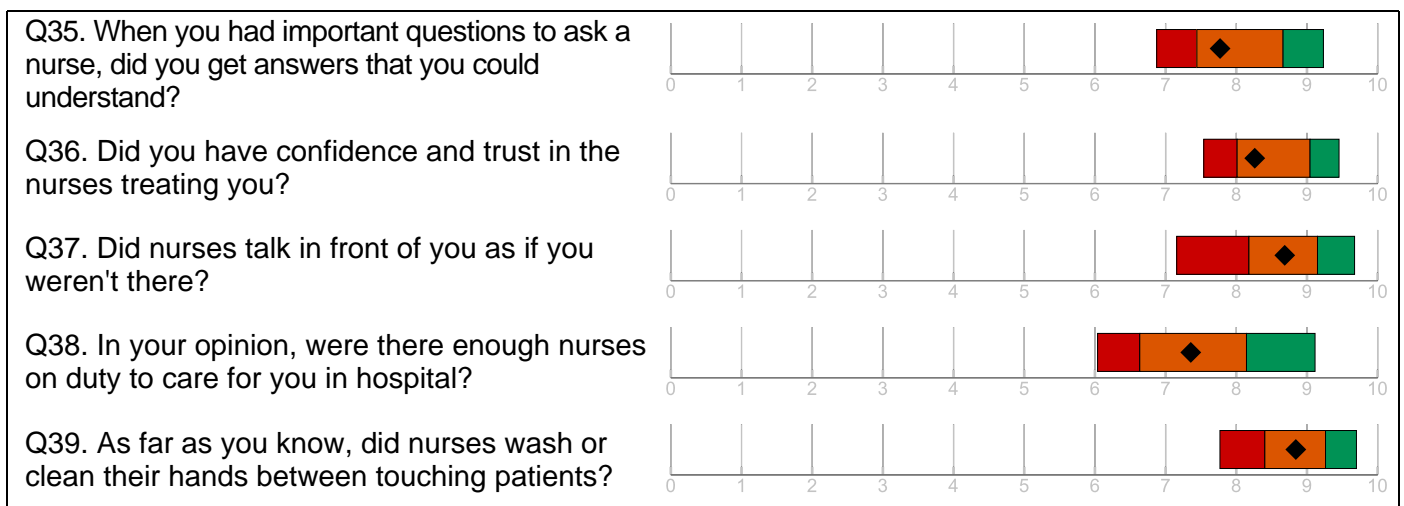 Q35. When you had important questions to ask a
nurse, did you get answers that you could
understand?
0 1 2 3 4 5 6 7 8 9 10
Q36. Did you have confidence and trust in the
nurses treating you?
0 1 2 3 4 5 6 7 8 9 10
Q37. Did nurses talk in front of you as if you
weren't there?
0 1 2 3 4 5 6 7 8 9 10
Q38. In your opinion, were there enough nurses
on duty to care for you in hospital?
0 1 2 3 4 5 6 7 8 9 10
Q39. As far as you know, did nurses wash or
clean their hands between touching patients?
0 1 2 3 4 5 6 7 8 9 10